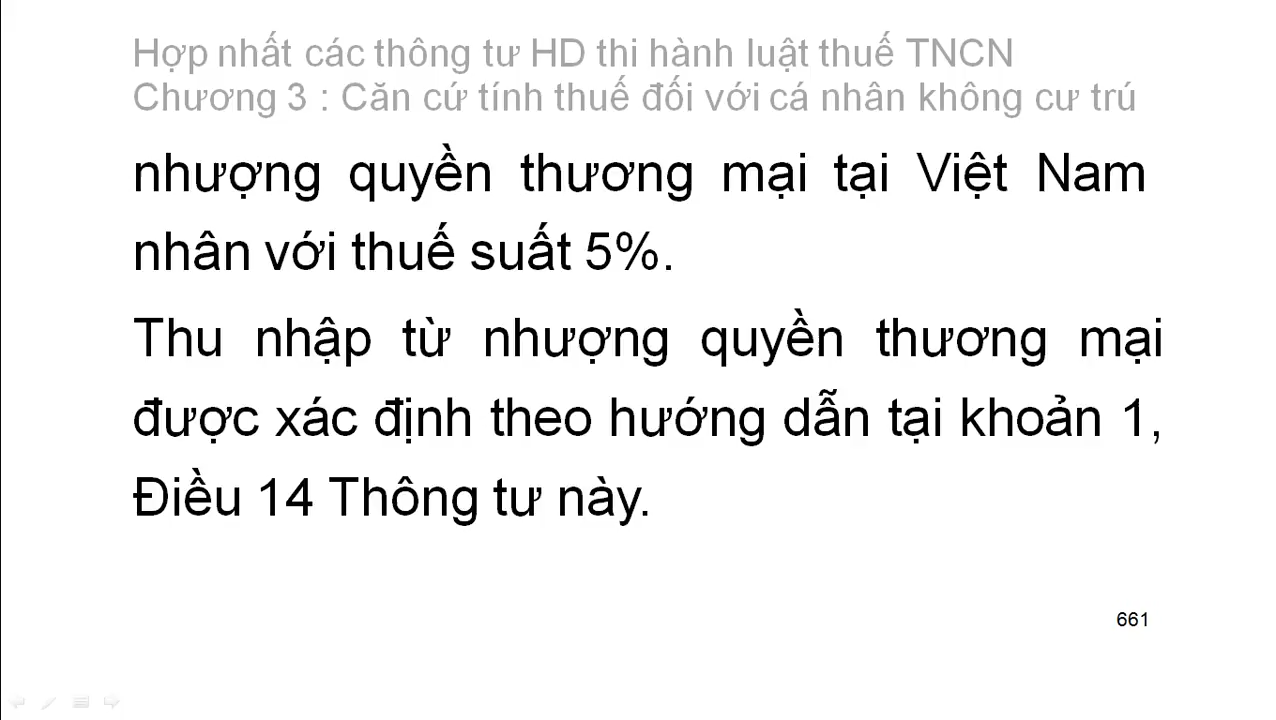 Hợp nhất các thông tư HD thi hành luật thuế TNCN
Chương 3 : Căn cứ tính thuế đối với cá nhân không cư trú
nhượng quyền thương mại tại Việt Nam
nhân với thuế suất 5%.
Thu nhập từ nhượng quyền thương mại
được xác định theo hướng dẫn tại khoản 1,
Điều 14 Thông tư này.
661